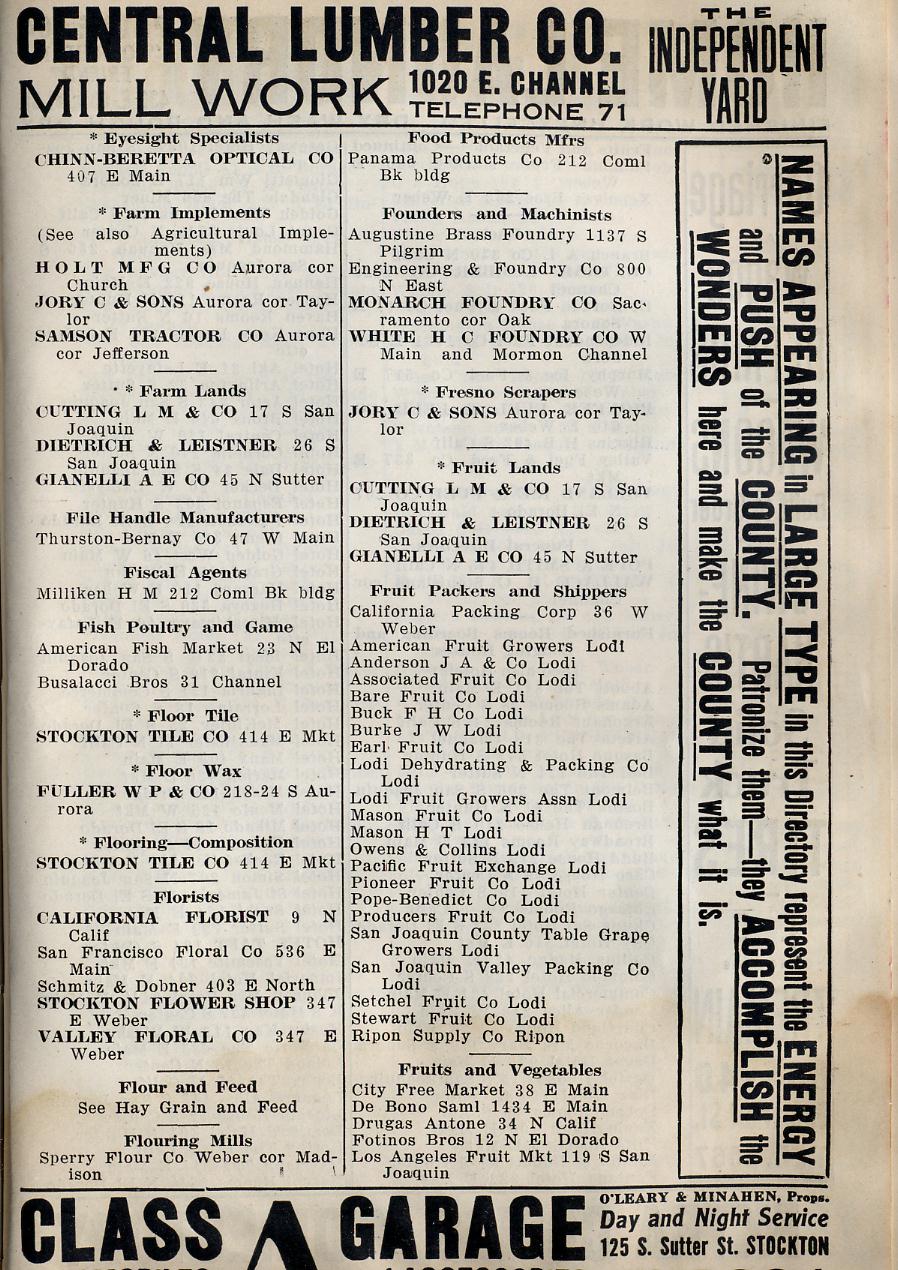 CENTRAL LUMBER CO.
MILL WORK
1020 E. CHANNEL
TELEPHONE 71
THE
INDEPENDENT
YARD
* Eyesight Specialists
CHINN-BERETTA OPTICAL CO
407 E Main
* Farm Implements
(See also Agricultural Imple-
ments)
HOLT MFG CO Aurora cor
Church
JORY C & SONS Aurora cor Tay-
lor
SAMSON TRACTOR CO Aurora
cor Jefferson
* Farm Lands
CUTTING L M & CO 17 S San
Joaquin
DIETRICH & LEISTNER 26 S
San Joaquin
GIANELLI A E CO 45 N Sutter
File Handle Manufacturers
Thurston-Bernay Co 47 W Main
Fiscal Agents
Milliken H M 212 Coml Bk bldg
Fish Poultry and Game
American Fish Market 23 N El
Dorado
Busalacci Bros 31 Channel
* Floor Tile
STOCKTON TILE CO 414 E Mkt
* Floor Wax
FULLER W P & CO 218-24 S Au-
rora
* Flooring—Composition
STOCKTON TILE CO 414 E Mkt
Florists
CALIFORNIA FLORIST 9 N
Calif
San Francisco Floral Co 536 E
Main
Schmitz & Dobner 403 E North
STOCKTON FLOWER SHOP 347
E Weber
VALLEY FLORAL CO 347 E
Weber
Flour and Feed
See Hay Grain and Feed
Flouring Mills
Sperry Flour Co Weber cor Mad-
ison
Food Products Mfrs
Panama Products Co 212 Coml
Bk bldg
Founders and Machinists
Augustine Brass Foundry 1137 S
Pilgrim
Engineering & Foundry Co 800
N East
MONARCH FOUNDRY CO Sac-
ramento cor Oak
WHITE H C FOUNDRY CO W
Main and Mormon Channel
* Fresno Scrapers
JORY C & SONS Aurora cor Tay-
lor
* Fruit Lands
CUTTING L M & CO 17 S San
Joaquin
DIETRICH & LEISTNER 26 S
San Joaquin
GIANELLI A E CO 45 N Sutter
Fruit Packers and Shippers
California Packing Corp 36 W
Weber
American Fruit Growers Lodi
Anderson J A & Co Lodi
Associated Fruit Co Lodi
Bare Fruit Co Lodi
Buck F H Co Lodi
Burke J W Lodi
Earl Fruit Co Lodi
Lodi Dehydrating & Packing Co
Lodi
Lodi Fruit Growers Assn Lodi
Mason Fruit Co Lodi
Mason H T Lodi
Owens & Collins Lodi
Pacific Fruit Exchange Lodi
Pioneer Fruit Co Lodi
Pope-Benedict Co Lodi
Producers Fruit Co Lodi
San Joaquin County Table Grape
Growers Lodi
San Joaquin Valley Packing Co
Lodi
Setchel Fruit Co Lodi
Stewart Fruit Co Lodi
Ripon Supply Co Ripon
Fruits and Vegetables
City Free Market 38 E Main
De Bono Saml 1434 E Main
Drugas Antone 34 N Calif
Fotinos Bros 12 N El Dorado
Los Angeles Fruit Mkt 119 S San
Joaquin
NAMES APPEARING in LARGE TYPE in this Directory represent the ENERGY
and PUSH of the COUNTY. Patronize them—they ACCOMPLISH the
WONDERS here and make the COUNTY what it is.
CLASS A GARAGE
O'LEARY & MINAHEN, Props.
Day and Night Service
125 S. Sutter St. STOCKTON